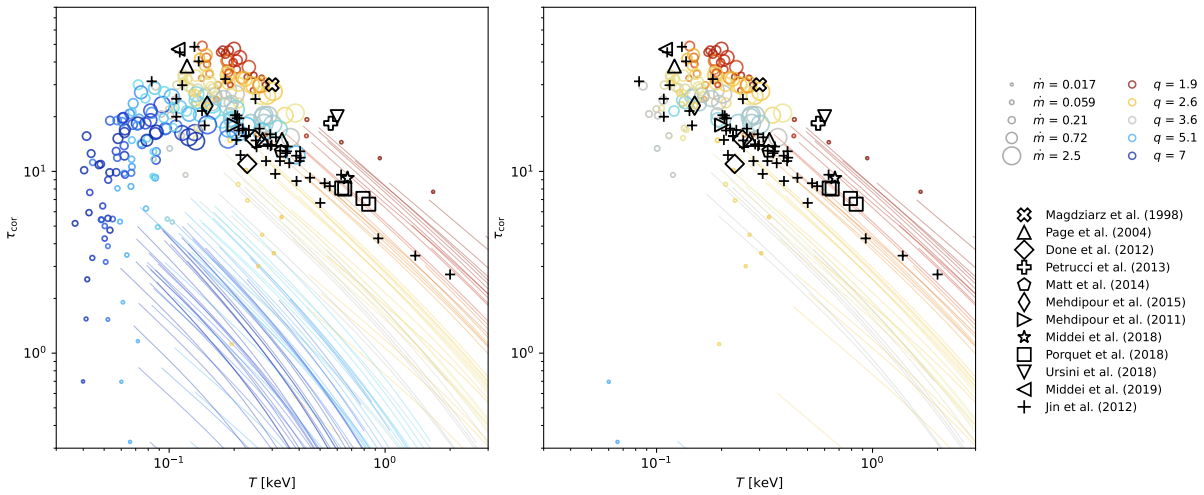 τcor
10¹
10⁰
10⁻¹
10⁰
T [keV]
τcor
10¹
10⁰
10⁻¹
10⁰
T [keV]
ṁ = 0.017
ṁ = 0.059
ṁ = 0.21
ṁ = 0.72
ṁ = 2.5
q = 1.9
q = 2.6
q = 3.6
q = 5.1
q = 7
Magdziarz et al. (1998)
Page et al. (2004)
Done et al. (2012)
Petrucci et al. (2013)
Matt et al. (2014)
Mehdipour et al. (2015)
Mehdipour et al. (2011)
Middei et al. (2018)
Porquet et al. (2018)
Ursini et al. (2018)
Middei et al. (2019)
Jin et al. (2012)